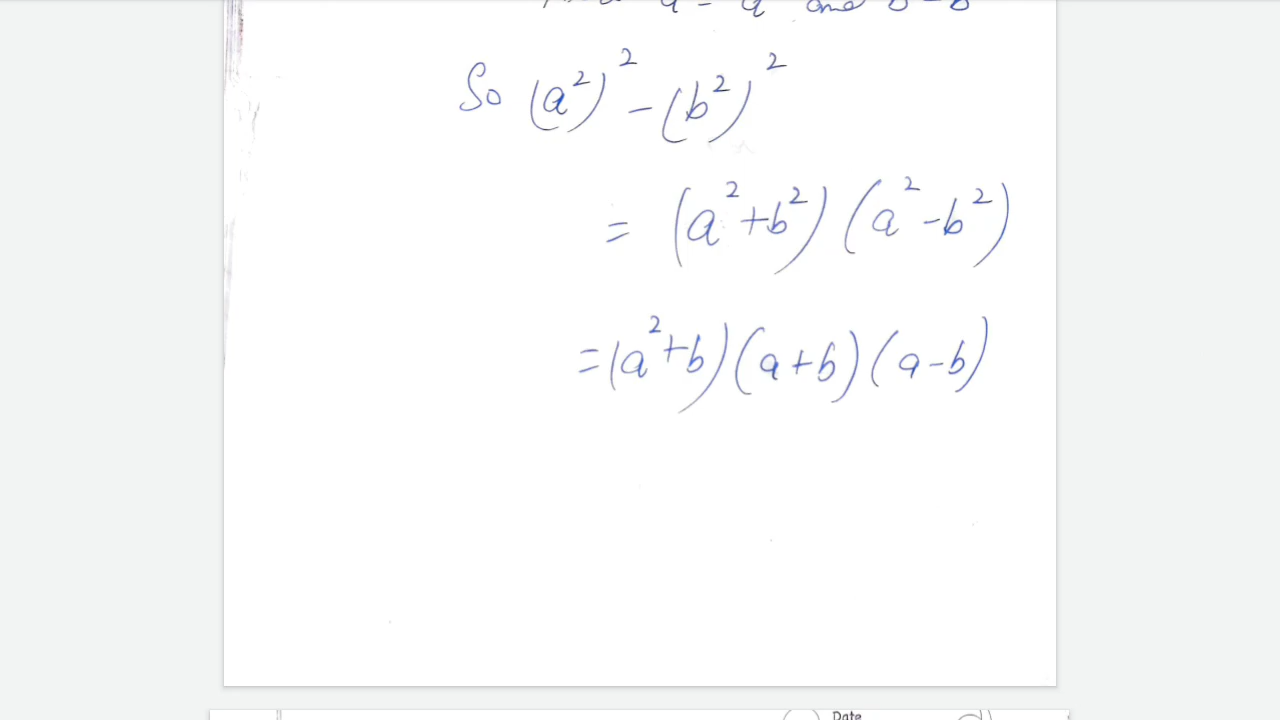 So (a²)² - (b²)²
= (a²+b²) (a²-b²)
= (a²+b) (a+b) (a-b)
Date